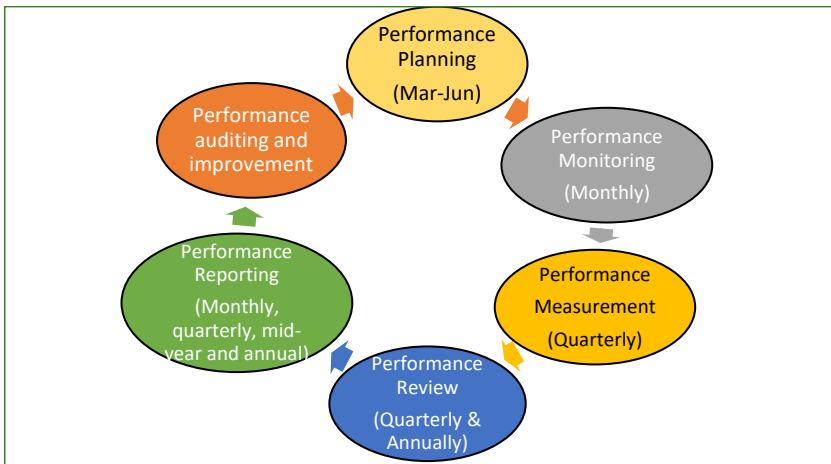 Performance
Planning
(Mar-Jun)
Performance
Monitoring
(Monthly)
Performance
Measurement
(Quarterly)
Performance
Review
(Quarterly &
Annually)
Performance
Reporting
(Monthly,
quarterly, mid-
year and annual)
Performance
auditing and
improvement